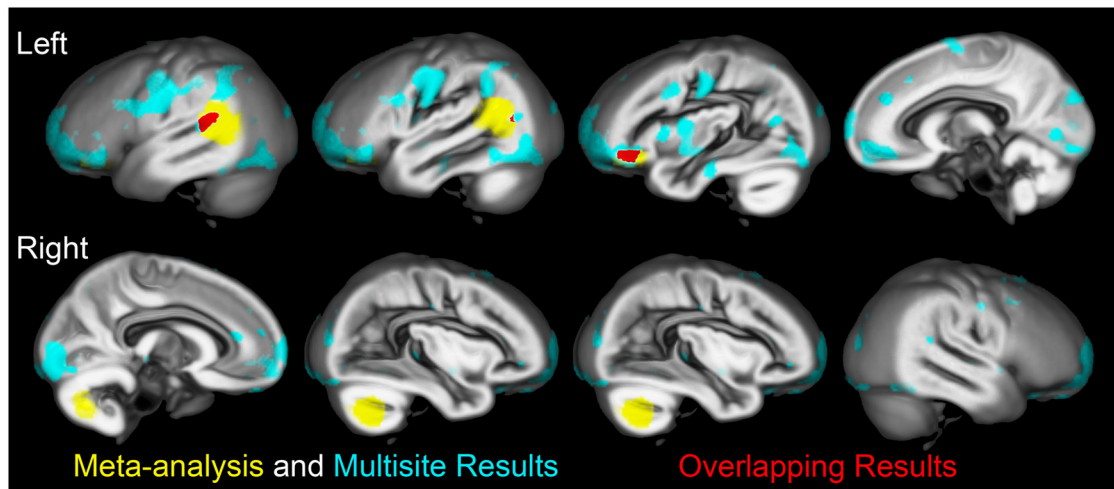 Left
Right
Meta-analysis and Multisite Results
Overlapping Results